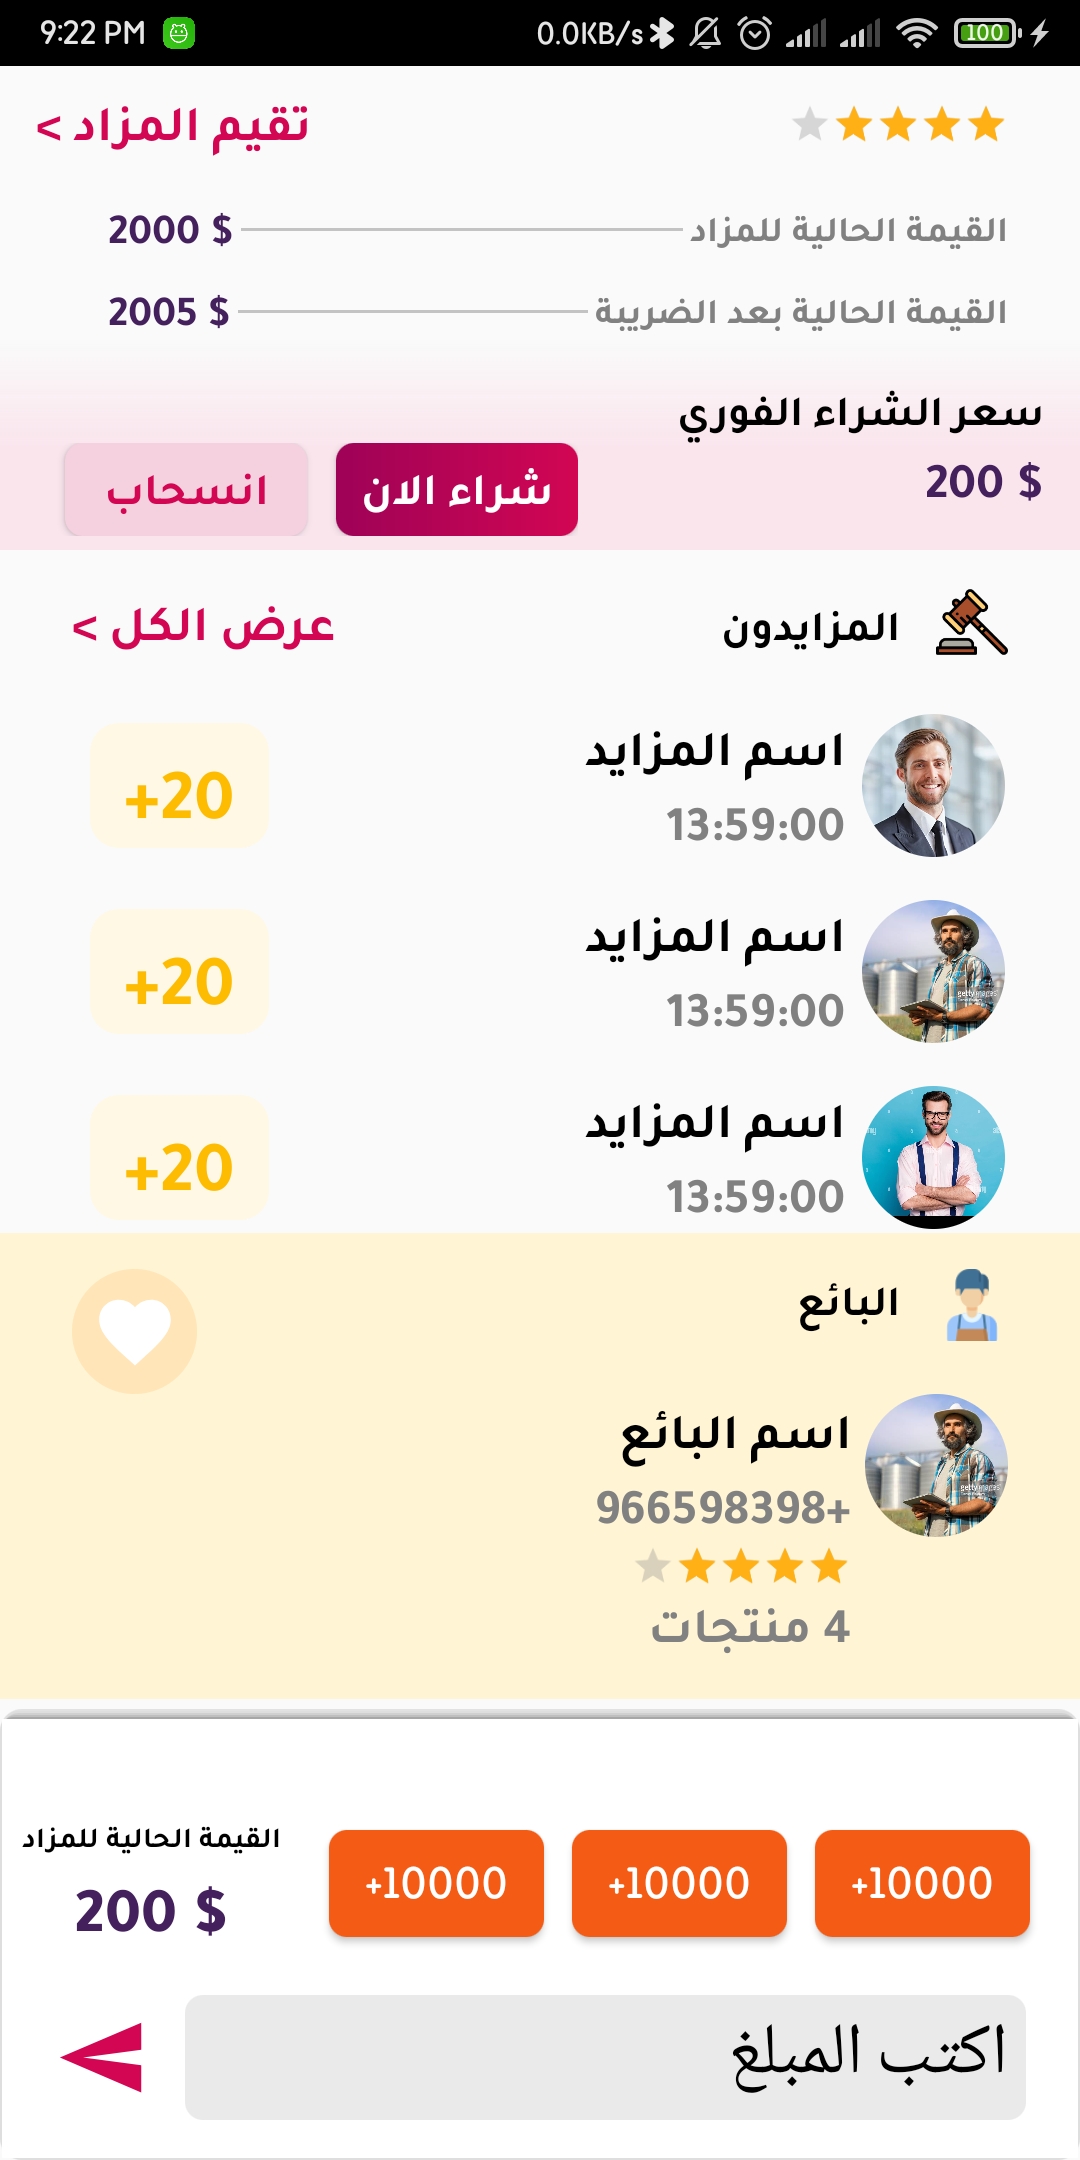 9:22 PM 0.0KB/s 100
تقيم المزاد >
القيمة الحالية للمزاد 2000 $
القيمة الحالية بعد الضريبة 2005 $
سعر الشراء الفوري
200 $
شراء الان انسحاب
المزايدون عرض الكل >
اسم المزايد
13:59:00
+20
اسم المزايد
13:59:00
+20
اسم المزايد
13:59:00
+20
البائع
اسم البائع
966598398+
4 منتجات
+10000 +10000 +10000
القيمة الحالية للمزاد
200 $
اكتب المبلغ